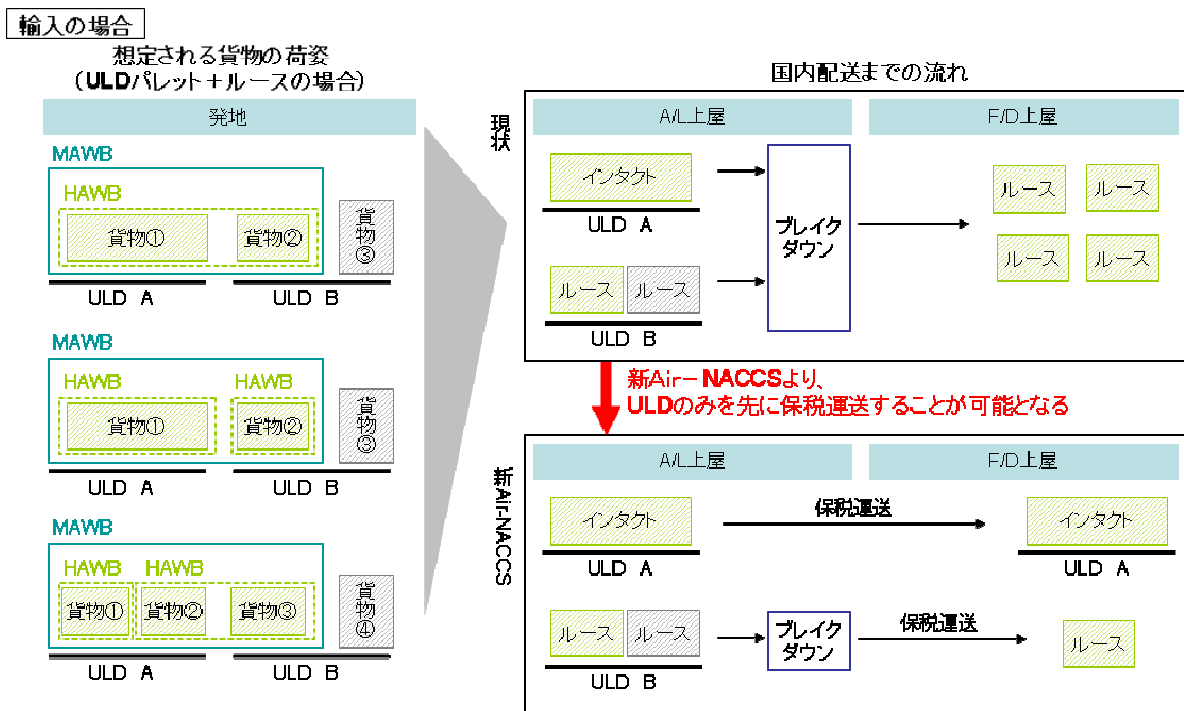 輸入の場合
想定される貨物の荷姿
（ULDパレット＋ルースの場合）
発地
MAWB
HAWB
貨物①
貨物②
貨物③
ULD A
ULD B
MAWB
HAWB
HAWB
貨物①
貨物②
貨物③
ULD A
ULD B
MAWB
HAWB
HAWB
貨物①
貨物②
貨物③
貨物④
ULD A
ULD B
国内配送までの流れ
現状
A/L上屋
F/D上屋
インタクト
ULD A
ルース
ルース
ULD B
ブレイク
ダウン
ルース
ルース
ルース
ルース
新Air－NACCSより、
ULDのみを先に保税運送することが可能となる
新Air-NACCS
A/L上屋
F/D上屋
インタクト
ULD A
保税運送
インタクト
ULD A
ルース
ルース
ULD B
ブレイク
ダウン
保税運送
ルース